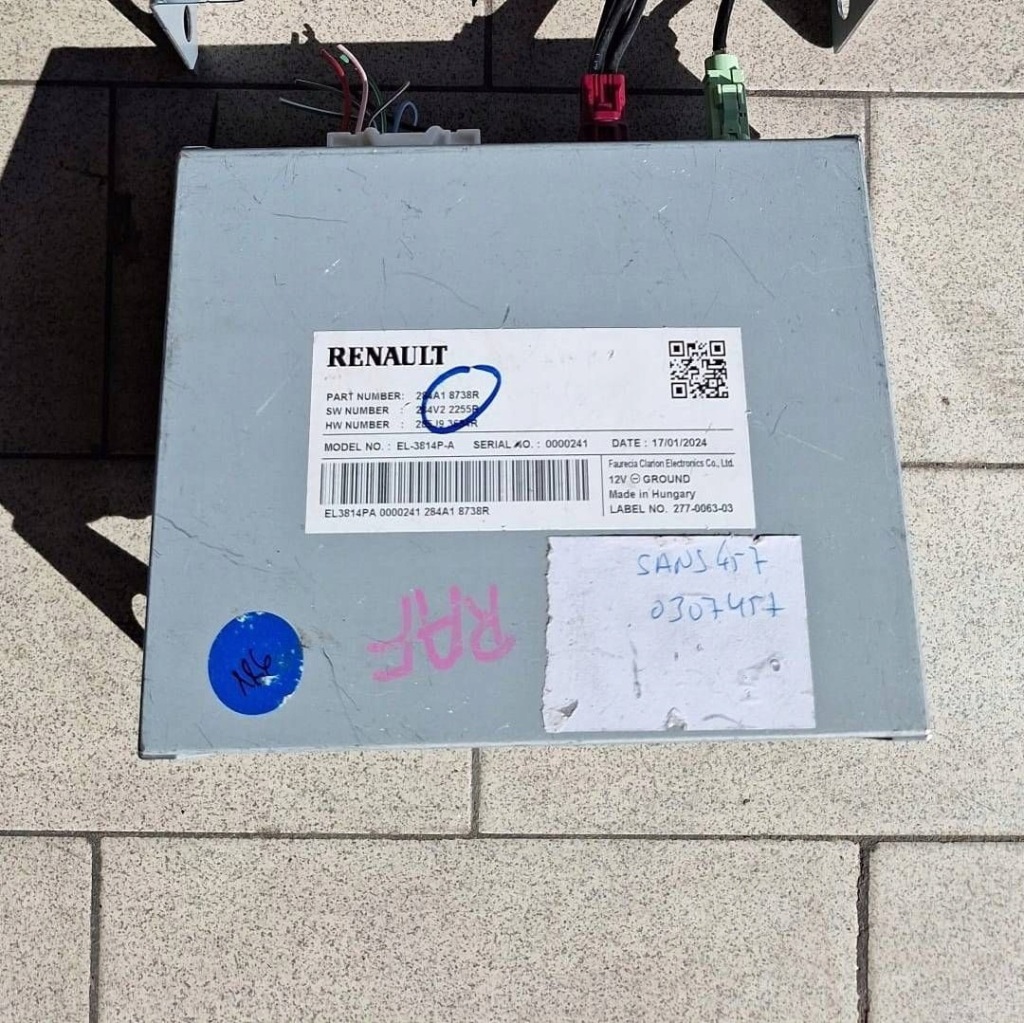 RENAULT
PART NUMBER: 284A1 8738R
SW NUMBER : 2255R
HW NUMBER :
MODEL NO. : EL-3814P-A SERIAL NO. : 0000241 DATE : 17/01/2024
Faurecia Clarion Electronics Co., Ltd.
12V ⊖ GROUND
Made in Hungary
EL3814PA 0000241 284A1 8738R
LABEL NO. 277-0063-03
SANS457
0307457
RAF